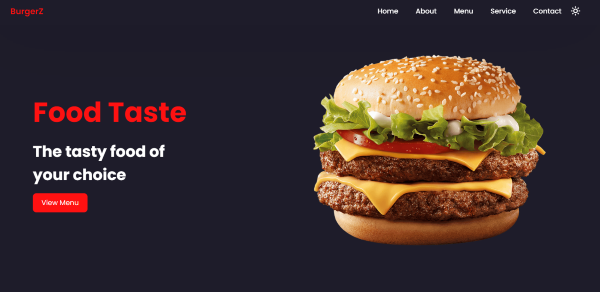 BurgerZ
Home About Menu Service Contact
Food Taste
The tasty food of
your choice
View Menu